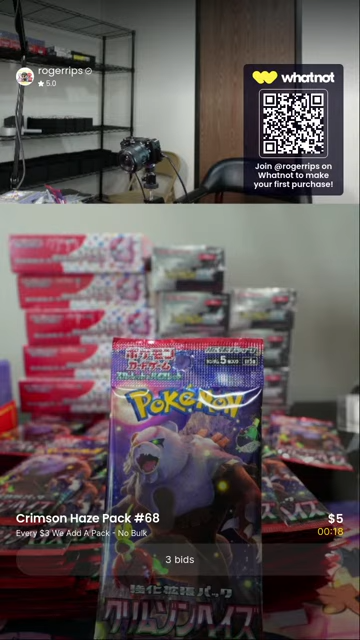 rogerrips
5.0
whatnot
Join @rogerrips on
Whatnot to make
your first purchase!
ポケモン
カードゲーム
Pokémon
Crimson Haze Pack #68
$5
Every $3 We Add A Pack - No Bulk
00:18
3 bids
強化拡張パック
クリムゾンヘイズ